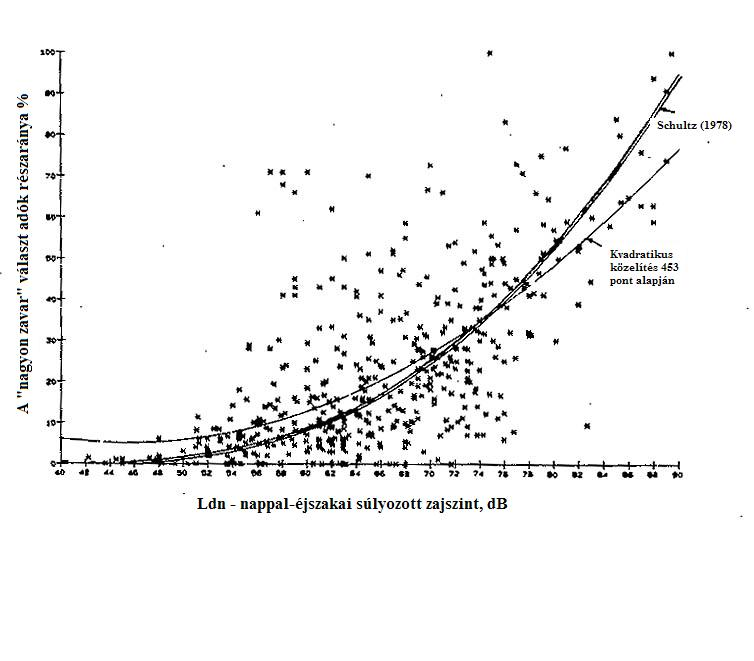 A "nagyon zavar" választ adók részaránya %
100
90
80
70
60
50
40
30
20
10
0
Schultz (1978)
Kvadratikus
közelítés 453
pont alapján
40 42 44 46 48 50 52 54 56 58 60 62 64 66 68 70 72 74 76 78 80 82 84 86 88 90
Ldn - nappal-éjszakai súlyozott zajszint, dB